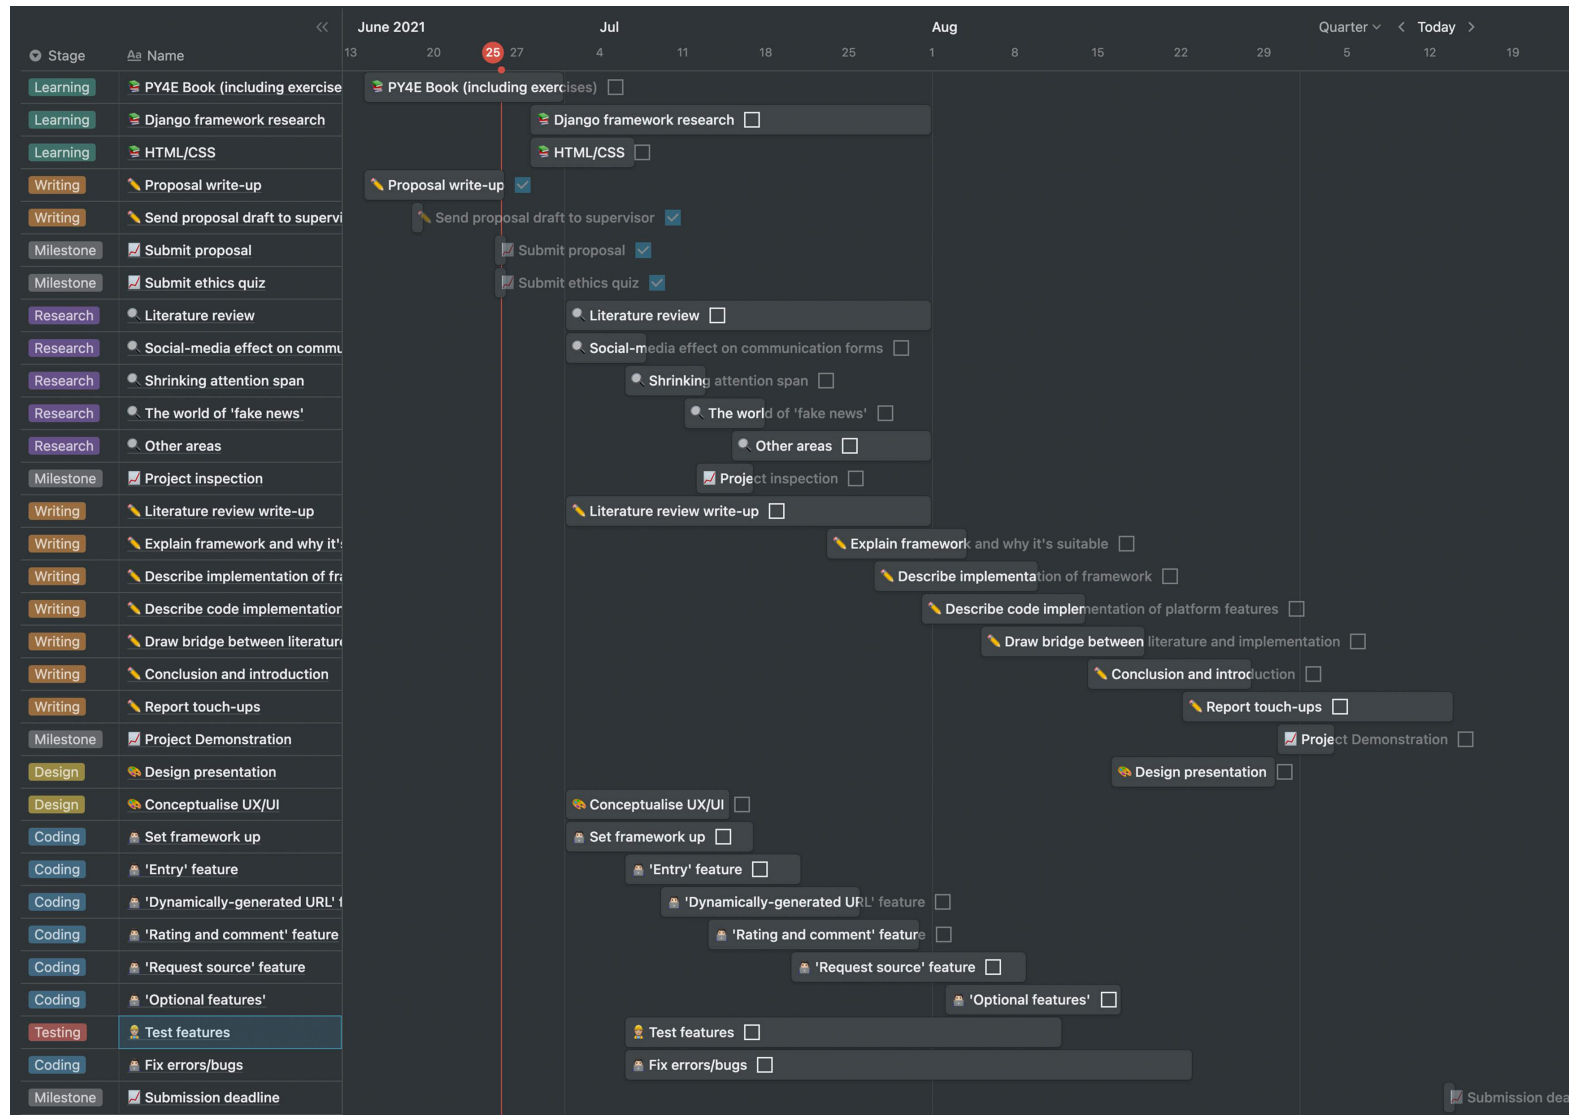 June 2021 Jul Aug Quarter Today
Stage Aa Name 13 20 25 27 4 11 18 25 1 8 15 22 29 5 12 19
Learning PY4E Book (including exercise PY4E Book (including exercises)
Learning Django framework research Django framework research
Learning HTML/CSS HTML/CSS
Writing Proposal write-up Proposal write-up
Writing Send proposal draft to supervi Send proposal draft to supervisor
Milestone Submit proposal Submit proposal
Milestone Submit ethics quiz Submit ethics quiz
Research Literature review Literature review
Research Social-media effect on commu Social-media effect on communication forms
Research Shrinking attention span Shrinking attention span
Research The world of 'fake news' The world of 'fake news'
Research Other areas Other areas
Milestone Project inspection Project inspection
Writing Literature review write-up Literature review write-up
Writing Explain framework and why it's Explain framework and why it's suitable
Writing Describe implementation of fra Describe implementation of framework
Writing Describe code implementation Describe code implementation of platform features
Writing Draw bridge between literature Draw bridge between literature and implementation
Writing Conclusion and introduction Conclusion and introduction
Writing Report touch-ups Report touch-ups
Milestone Project Demonstration Project Demonstration
Design Design presentation Design presentation
Design Conceptualise UX/UI Conceptualise UX/UI
Coding Set framework up Set framework up
Coding 'Entry' feature 'Entry' feature
Coding 'Dynamically-generated URL' f 'Dynamically-generated URL' feature
Coding 'Rating and comment' feature 'Rating and comment' feature
Coding 'Request source' feature 'Request source' feature
Coding 'Optional features' 'Optional features'
Testing Test features Test features
Coding Fix errors/bugs Fix errors/bugs
Milestone Submission deadline Submission dea